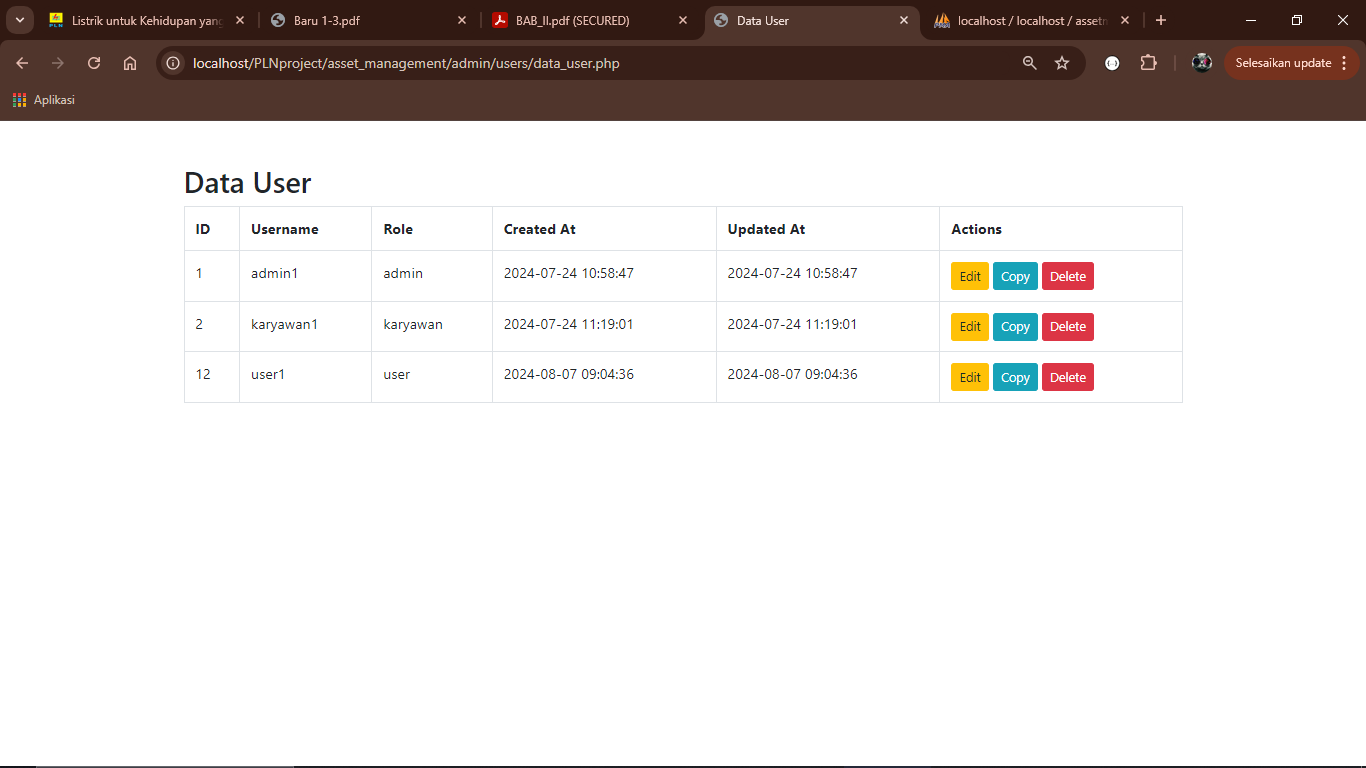 Listrik untuk Kehidupan yang
Baru 1-3.pdf
BAB_II.pdf (SECURED)
Data User
localhost / localhost / assetm
localhost/PLNproject/asset_management/admin/users/data_user.php
Selesaikan update
Aplikasi
Data User
ID Username Role Created At Updated At Actions
1 admin1 admin 2024-07-24 10:58:47 2024-07-24 10:58:47 Edit Copy Delete
2 karyawan1 karyawan 2024-07-24 11:19:01 2024-07-24 11:19:01 Edit Copy Delete
12 user1 user 2024-08-07 09:04:36 2024-08-07 09:04:36 Edit Copy Delete